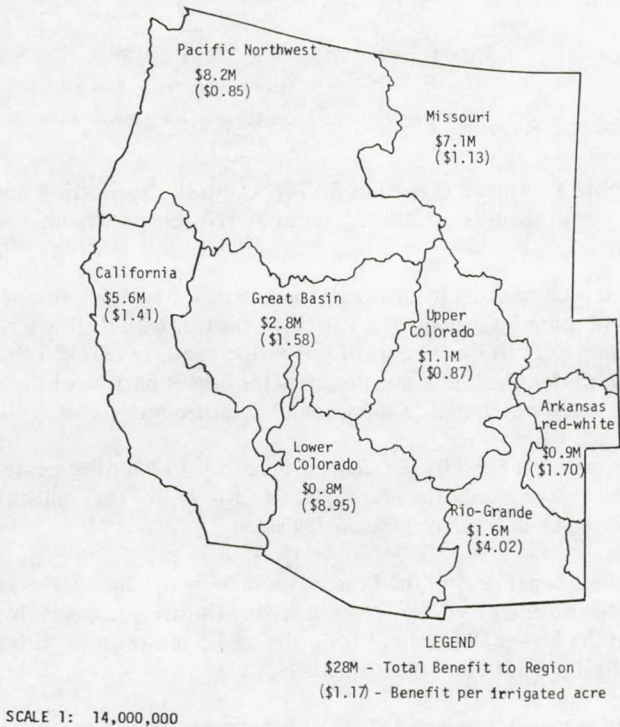 Pacific Northwest
$8.2M
($0.85)
Missouri
$7.1M
($1.13)
California
$5.6M
($1.41)
Great Basin
$2.8M
($1.58)
Upper
Colorado
$1.1M
($0.87)
Arkansas
red-white
$0.9M
($1.70)
Lower
Colorado
$0.8M
($8.95)
Rio-Grande
$1.6M
($4.02)
LEGEND
$28M - Total Benefit to Region
($1.17) - Benefit per irrigated acre
SCALE 1: 14,000,000